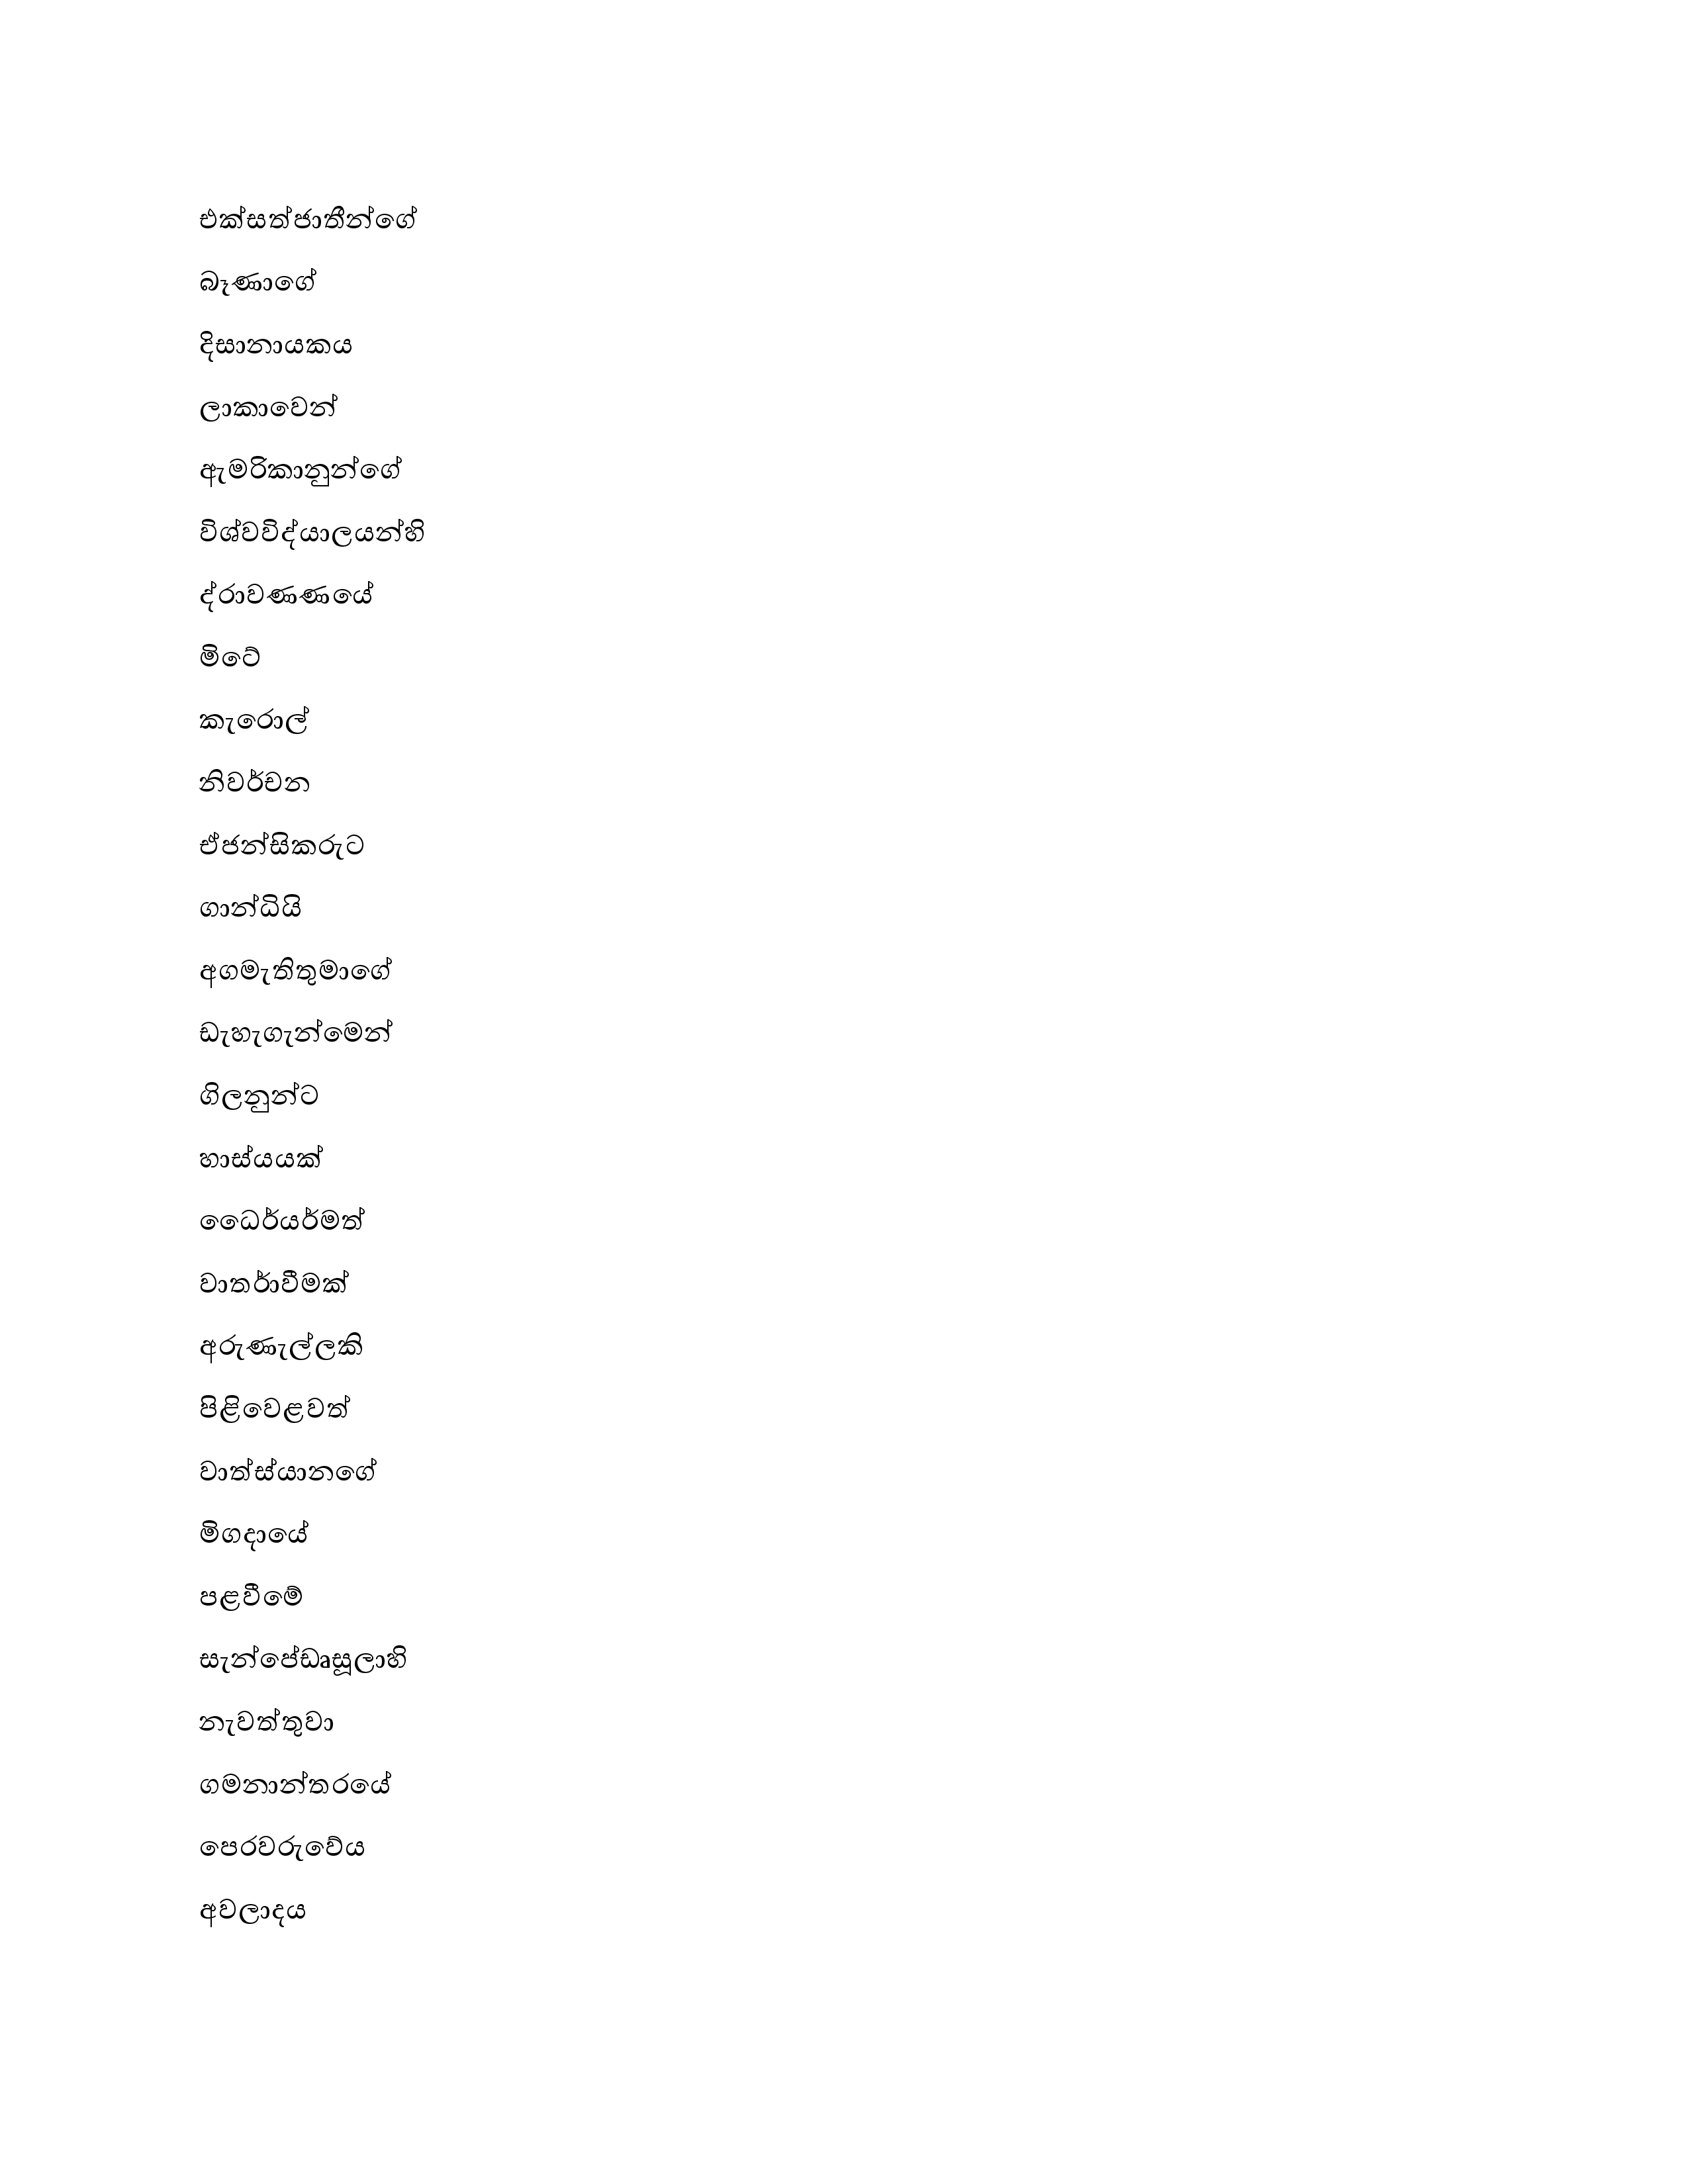 එක්සත්ජාතීන්ගේ
බෑණාගේ
දිසානායකය
ලාකාවෙන්
ඇමරිකානුන්ගේ
විශ්වවිද්යාලයන්හි
ද්රාවණණයේ
මිටේ
කැරොල්
නිවර්චන
ඒජන්සිකරුට
ගාන්ධියි
අගමැතිතුමාගේ
ඩැහැගැන්මෙන්
ගිලනුන්ට
හාස්යයක්
ධෛර්යර්මත්
වාතර්‍ාවීමක්
අරුණැල්ලකි
පිළිවෙළවත්
වාත්ස්යානගේ
මිගදායේ
පළවීමේ
සැන්පේඩෘසූලාහි
නැවත්තුවා
ගමනාන්තරයේ
පෙරවරුවේය
අවලාදය